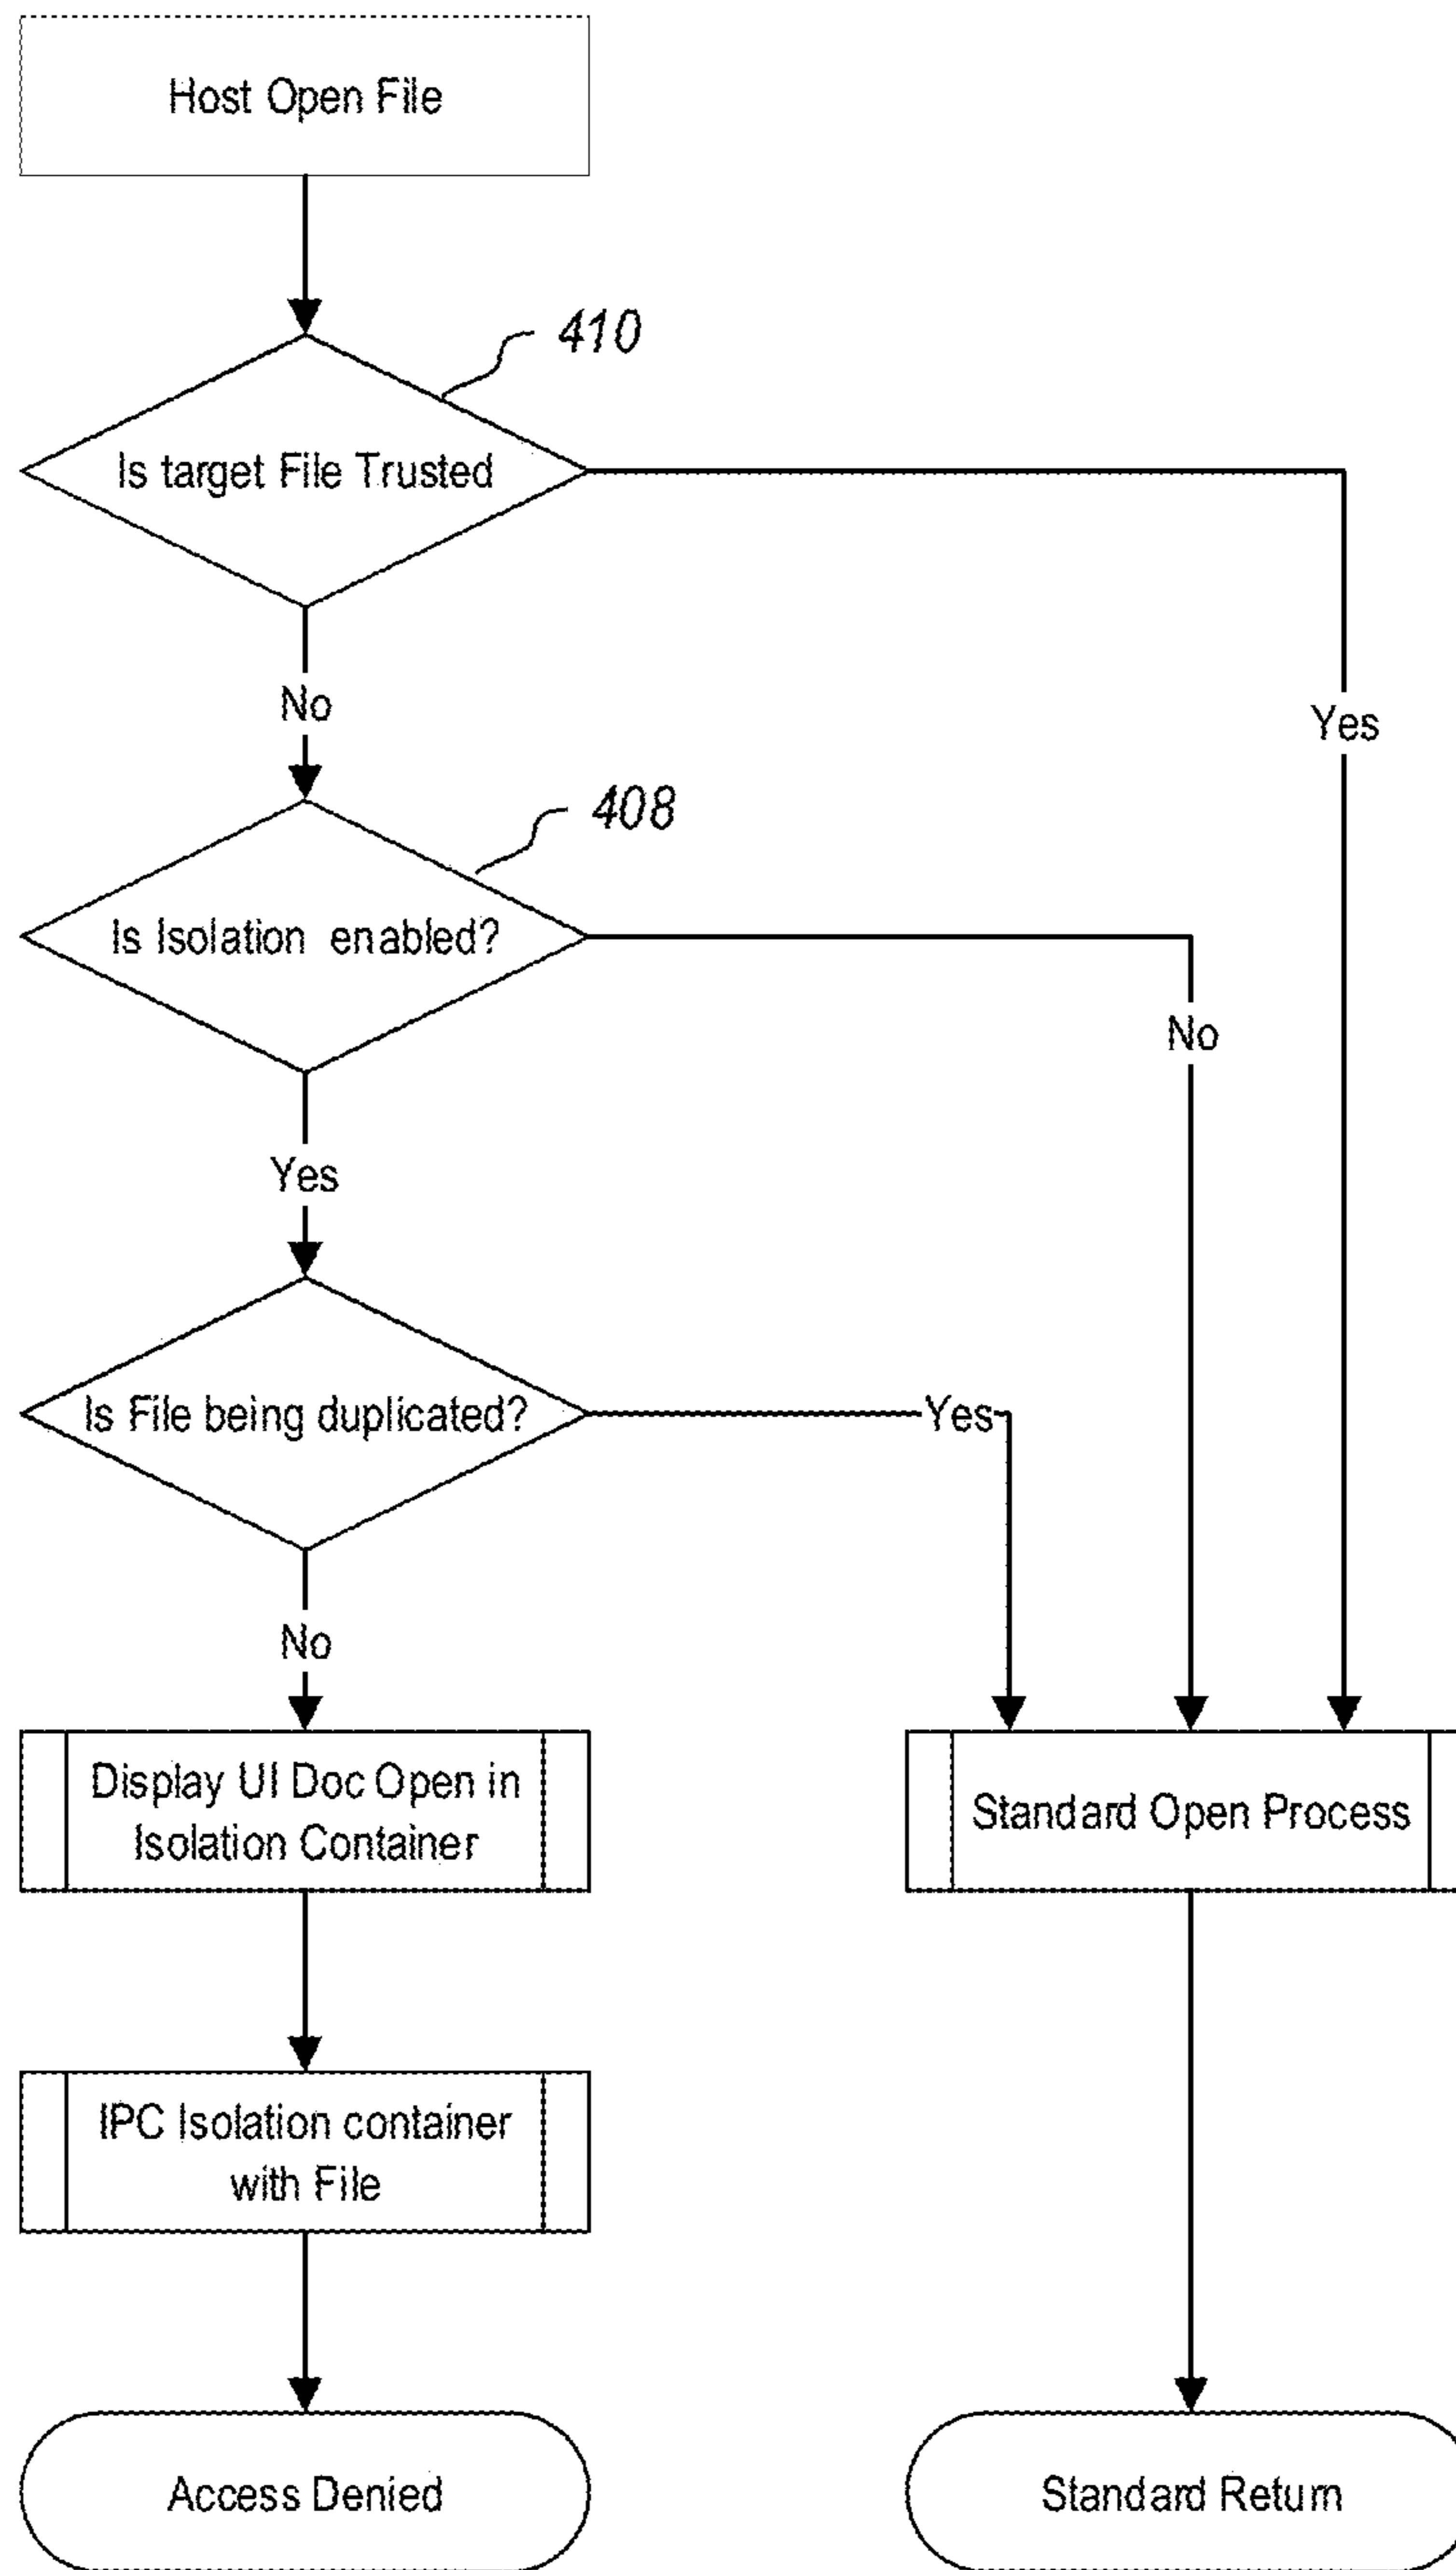 Host Open File
410
Is target File Trusted
No
Yes
408
Is Isolation enabled?
No
Yes
Is File being duplicated?
Yes
No
Display UI Doc Open in
Isolation Container
Standard Open Process
IPC Isolation container
with File
Access Denied
Standard Return